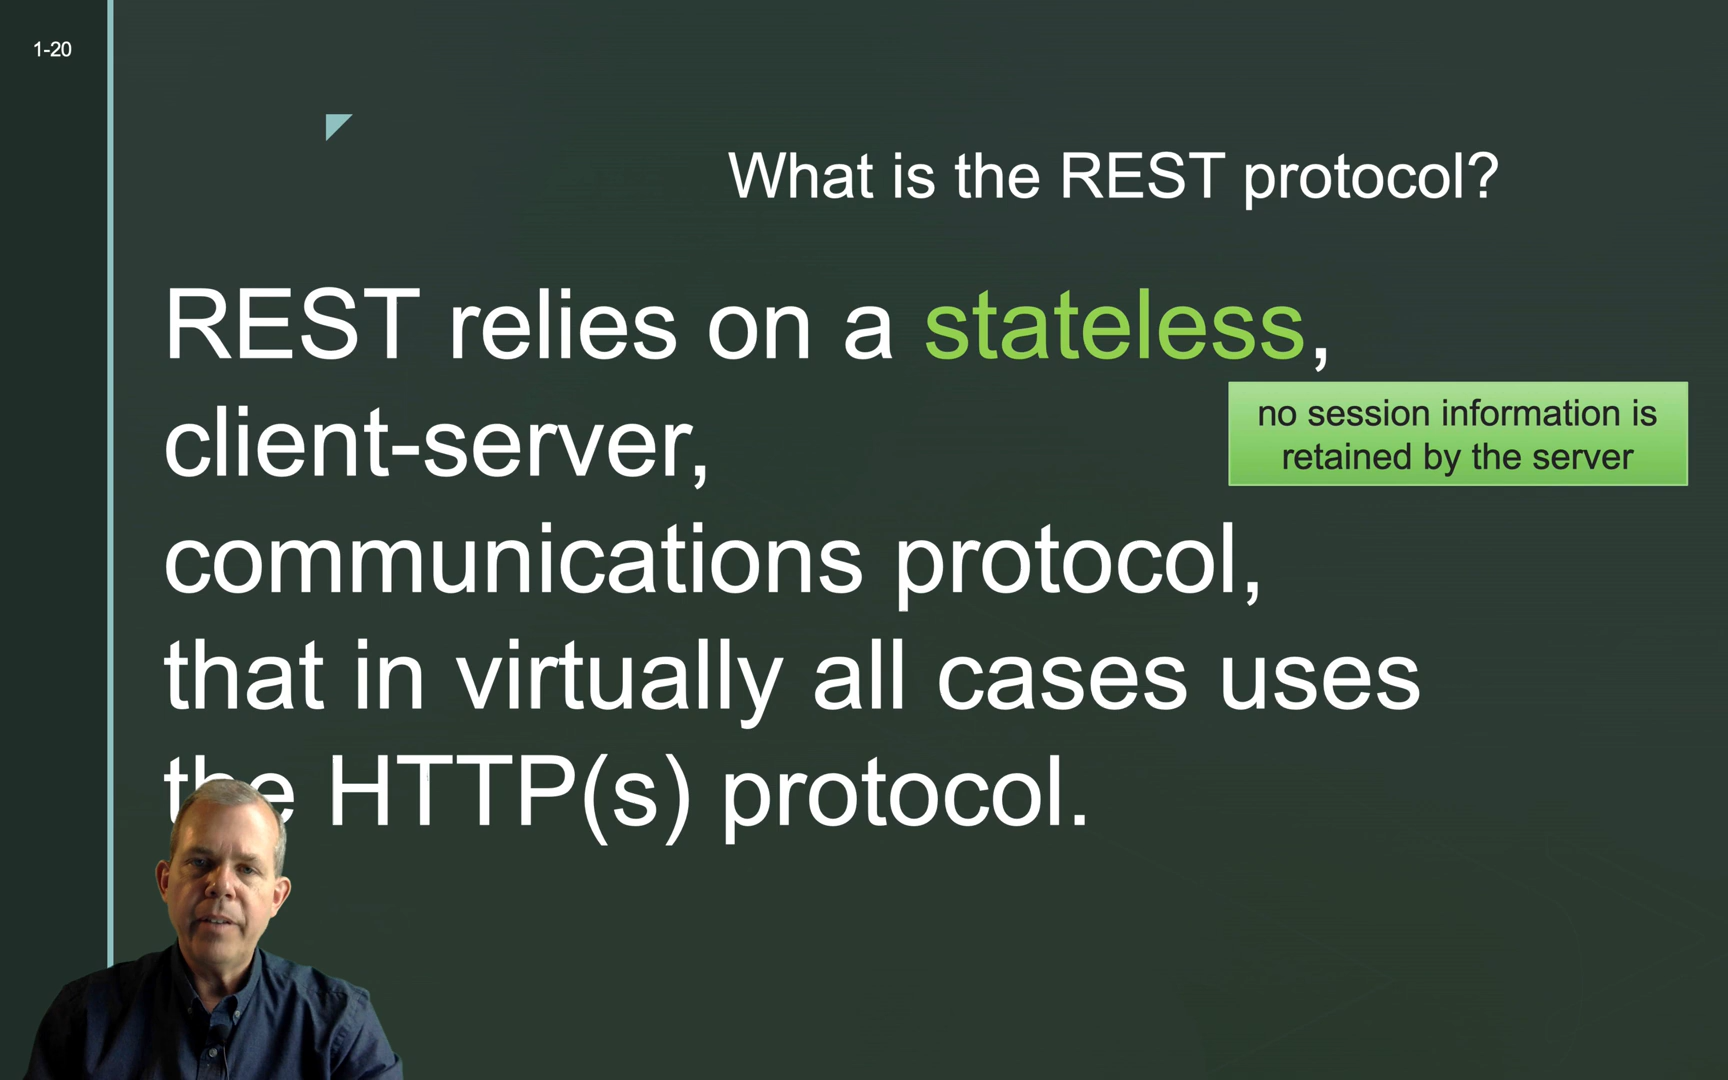 1-20
What is the REST protocol?
REST relies on a stateless,
no session information is
retained by the server
client-server,
communications protocol,
that in virtually all cases uses
the HTTP(s) protocol.